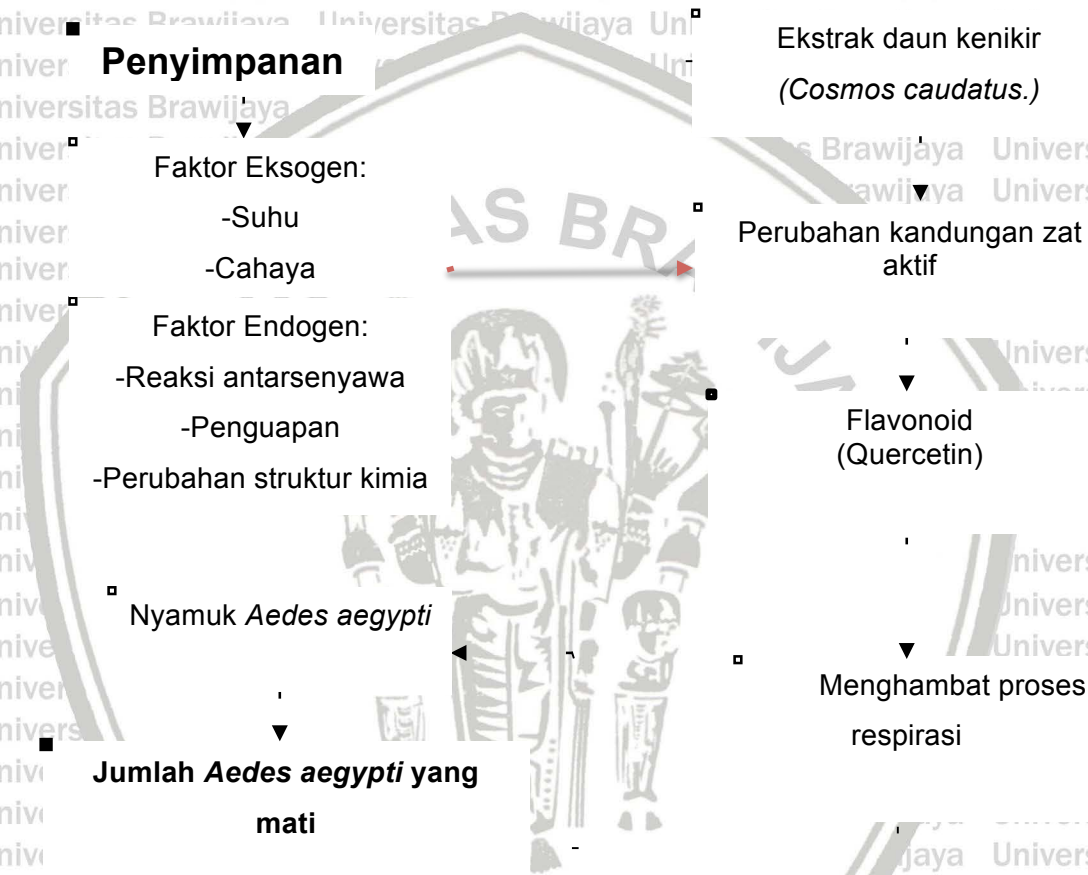 Penyimpanan
Faktor Eksogen:
-Suhu
-Cahaya
Faktor Endogen:
-Reaksi antarsenyawa
-Penguapan
-Perubahan struktur kimia
Nyamuk Aedes aegypti
Jumlah Aedes aegypti yang
mati
Ekstrak daun kenikir
(Cosmos caudatus.)
Perubahan kandungan zat
aktif
Flavonoid
(Quercetin)
Menghambat proses
respirasi